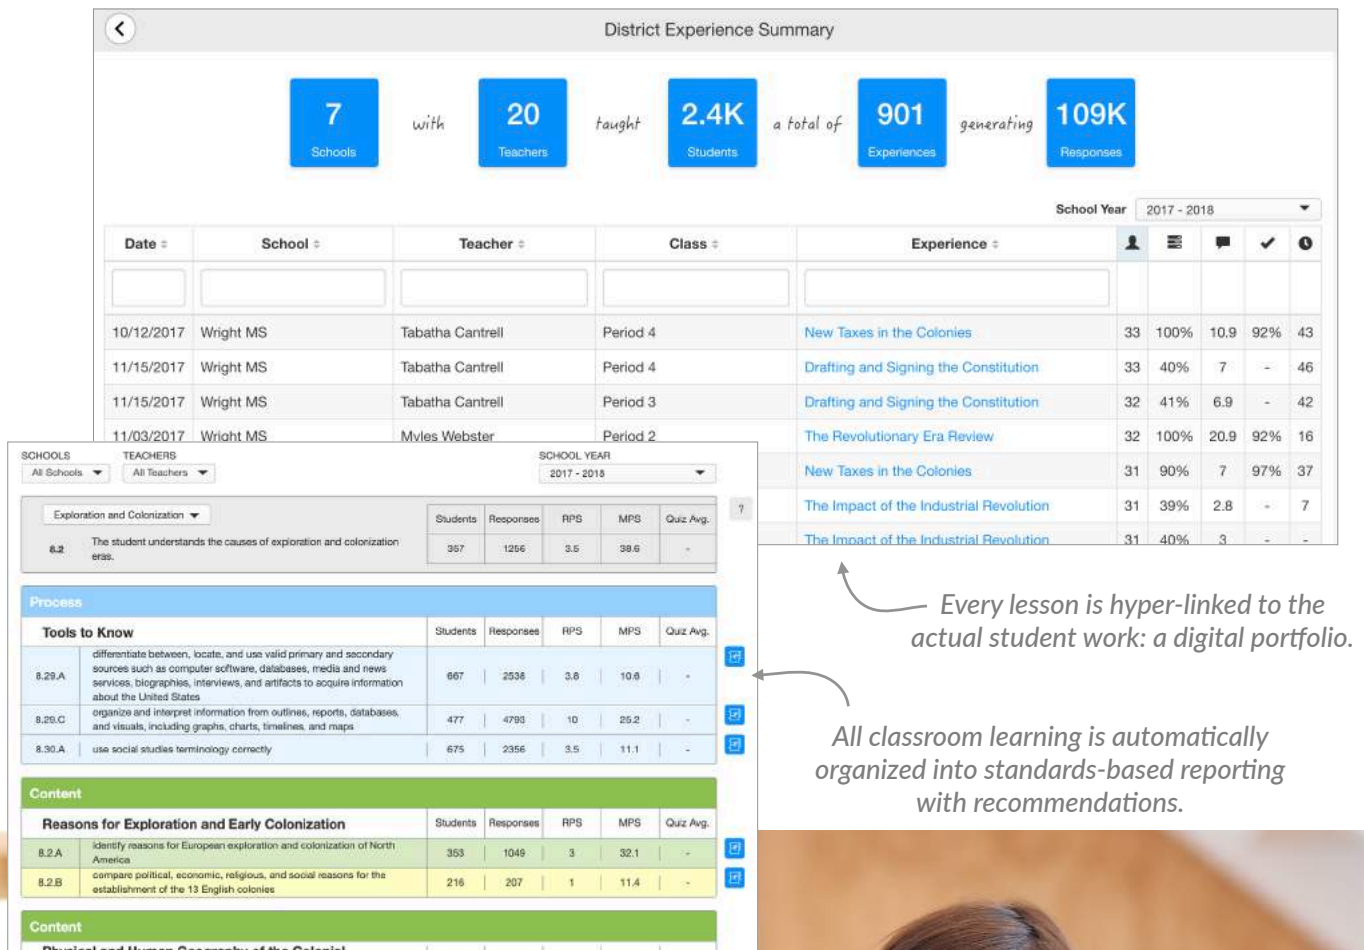 District Experience Summary
7 Schools with 20 Teachers taught 2.4K Students a total of 901 Experiences generating 109K Responses
School Year 2017 - 2018
Date School Teacher Class Experience
10/12/2017 Wright MS Tabatha Cantrell Period 4 New Taxes in the Colonies 33 100% 10.9 92% 43
11/15/2017 Wright MS Tabatha Cantrell Period 4 Drafting and Signing the Constitution 33 40% 7 - 46
11/15/2017 Wright MS Tabatha Cantrell Period 3 Drafting and Signing the Constitution 32 41% 6.9 - 42
11/03/2017 Wright MS Myles Webster Period 2 The Revolutionary Era Review 32 100% 20.9 92% 16
New Taxes in the Colonies 31 90% 7 97% 37
The Impact of the Industrial Revolution 31 39% 2.8 - 7
The Impact of the Industrial Revolution 31 40% 3 - -
SCHOOLS TEACHERS SCHOOL YEAR
All Schools All Teachers 2017 - 2018
Exploration and Colonization Students Responses RPS MPS Quiz Avg. ?
8.2 The student understands the causes of exploration and colonization
eras. 357 1256 3.5 38.6 -
Process
Tools to Know Students Responses RPS MPS Quiz Avg.
differentiate between, locate, and use valid primary and secondary
sources such as computer software, databases, media and news
8.29.A services, biographies, interviews, and artifacts to acquire information 667 2538 3.8 10.6 -
about the United States
organize and interpret information from outlines, reports, databases,
8.29.C and visuals, including graphs, charts, timelines, and maps 477 4793 10 25.2 -
8.30.A use social studies terminology correctly 675 2356 3.5 11.1 -
Content
Reasons for Exploration and Early Colonization Students Responses RPS MPS Quiz Avg.
8.2.A identify reasons for European exploration and colonization of North
America 353 1049 3 32.1 -
8.2.B compare political, economic, religious, and social reasons for the
establishment of the 13 English colonies 216 207 1 11.4 -
Content
Physical and Human Geography of the Colonial
Every lesson is hyper-linked to the
actual student work: a digital portfolio.
All classroom learning is automatically
organized into standards-based reporting
with recommendations.